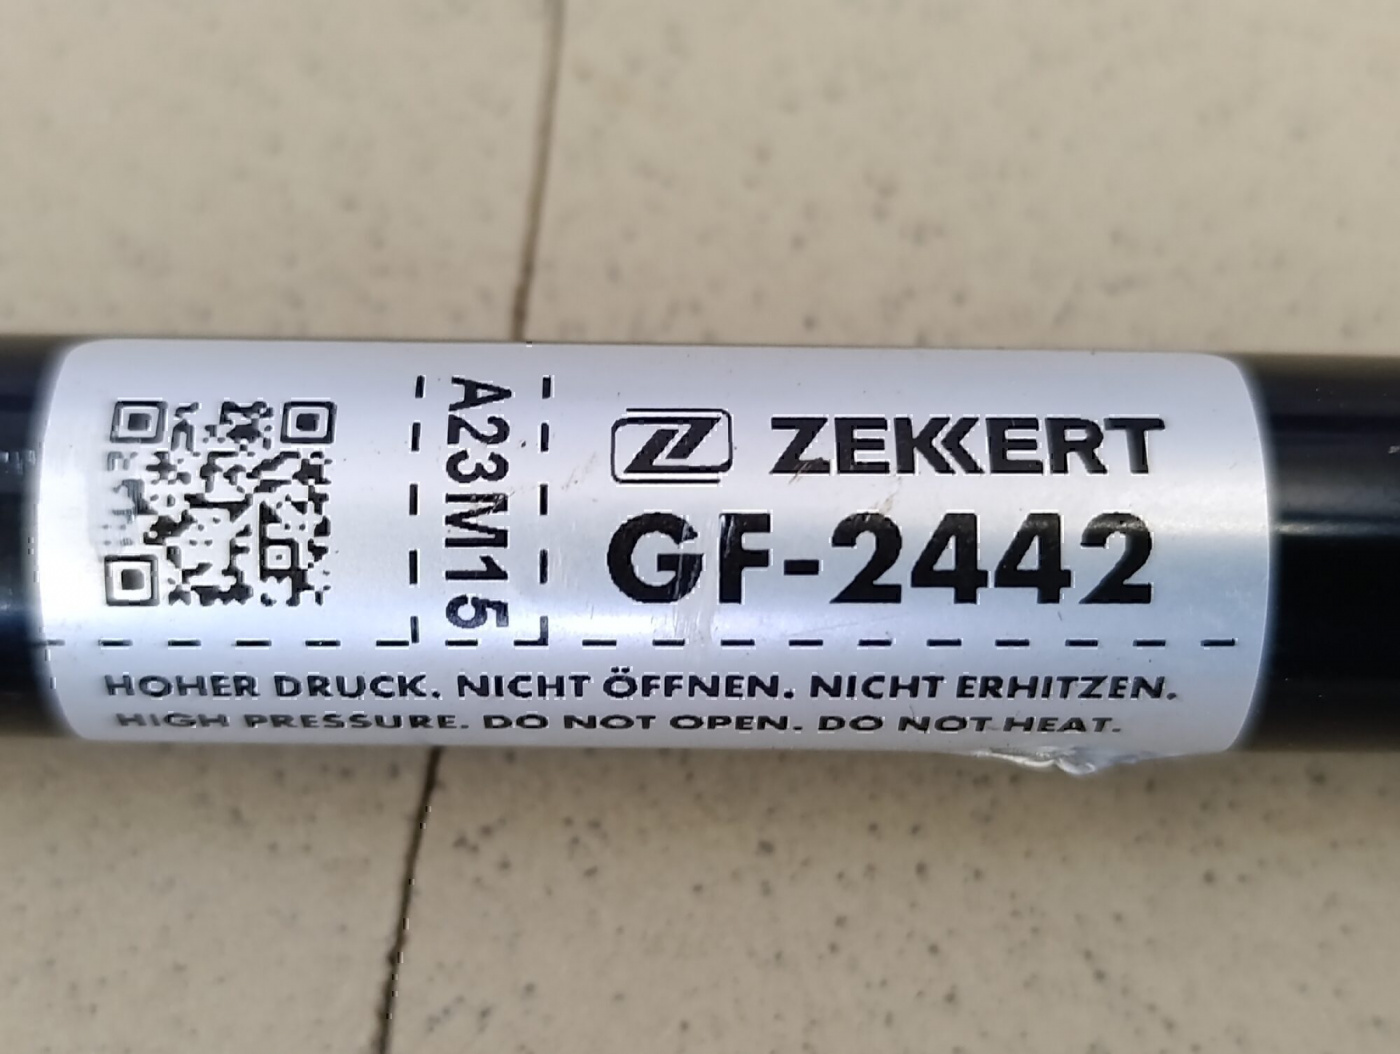 A23M15
ZEKKERT
GF-2442
HOHER DRUCK. NICHT ÖFFNEN. NICHT ERHITZEN.
HIGH PRESSURE. DO NOT OPEN. DO NOT HEAT.